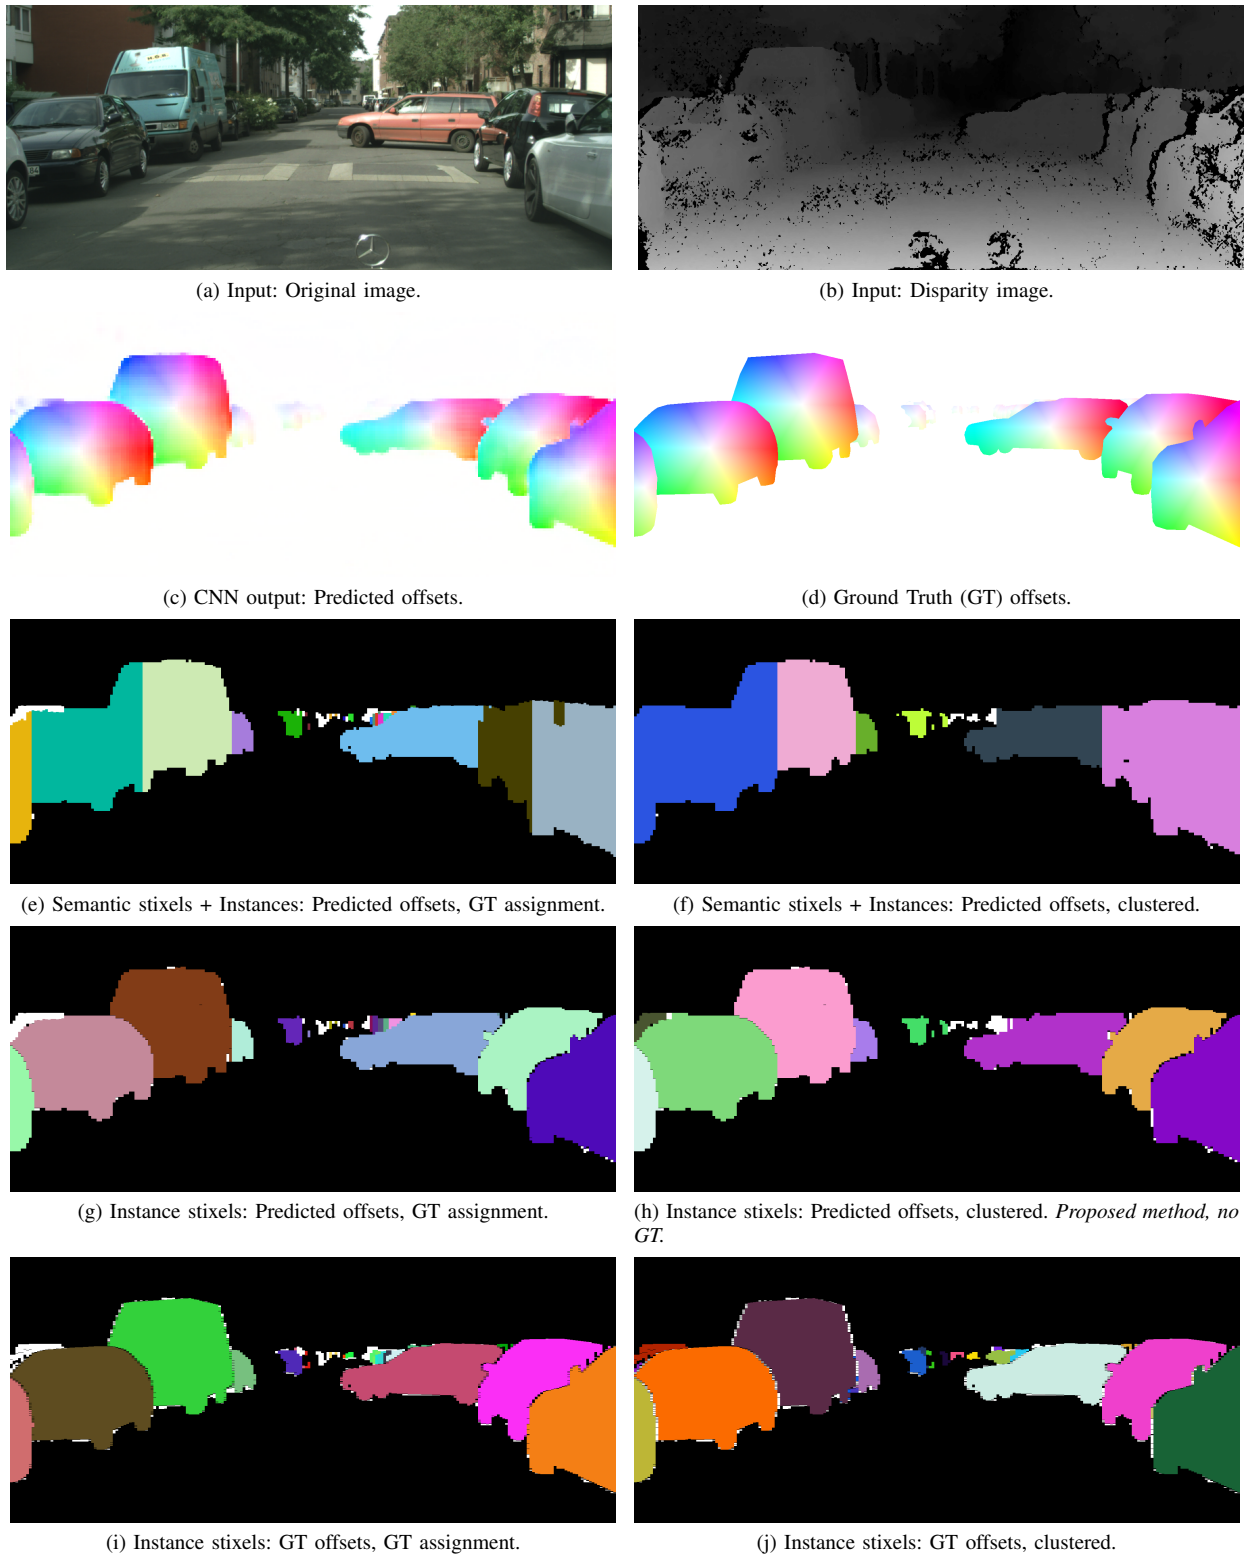 (a) Input: Original image.
(b) Input: Disparity image.
(c) CNN output: Predicted offsets.
(d) Ground Truth (GT) offsets.
(e) Semantic stixels + Instances: Predicted offsets, GT assignment.
(f) Semantic stixels + Instances: Predicted offsets, clustered.
(g) Instance stixels: Predicted offsets, GT assignment.
(h) Instance stixels: Predicted offsets, clustered. Proposed method, no
GT.
(i) Instance stixels: GT offsets, GT assignment.
(j) Instance stixels: GT offsets, clustered.